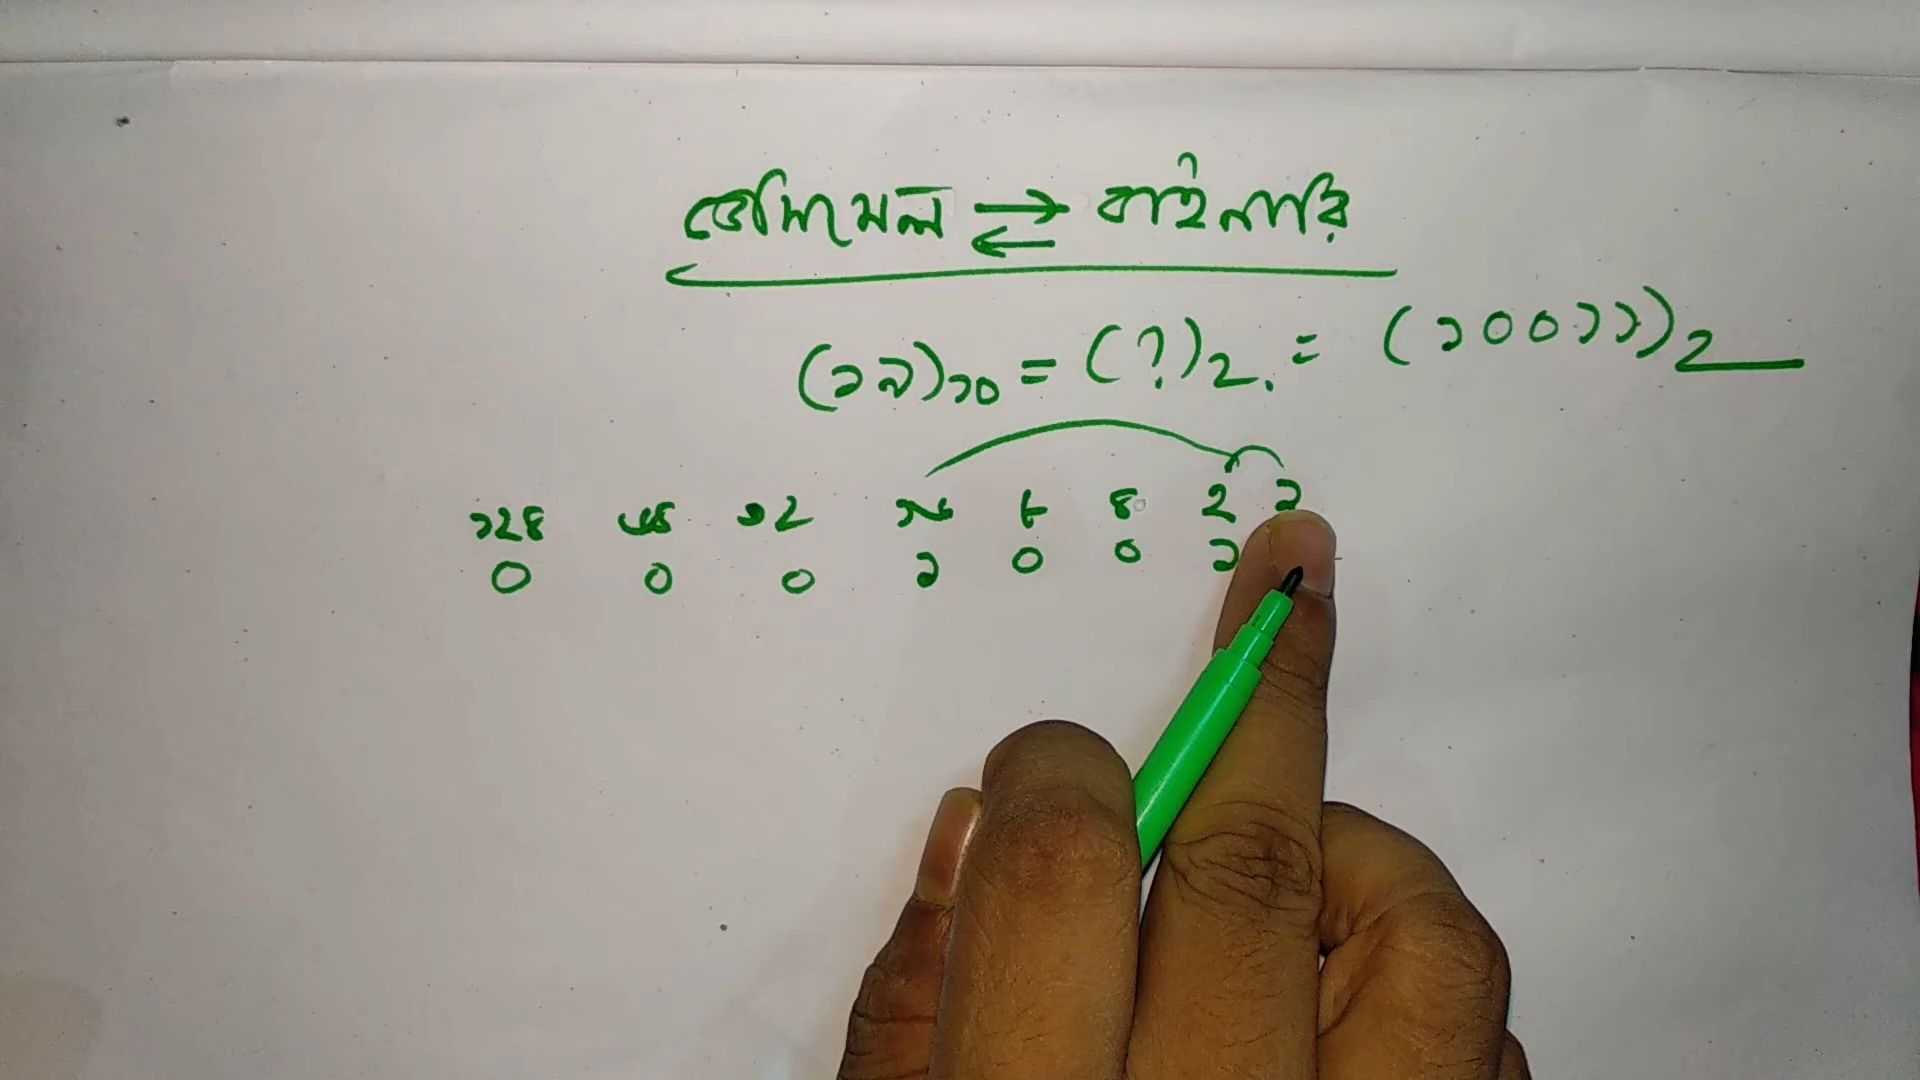 ডেসিমেল ⇄ বাইনারি
(১৯)১০ = (?)২ = (১০০১১)২
১২৮ ৬৪ ৩২ ১৬ ৮ ৪ ২ ১
০ ০ ০ ১ ০ ০ ১